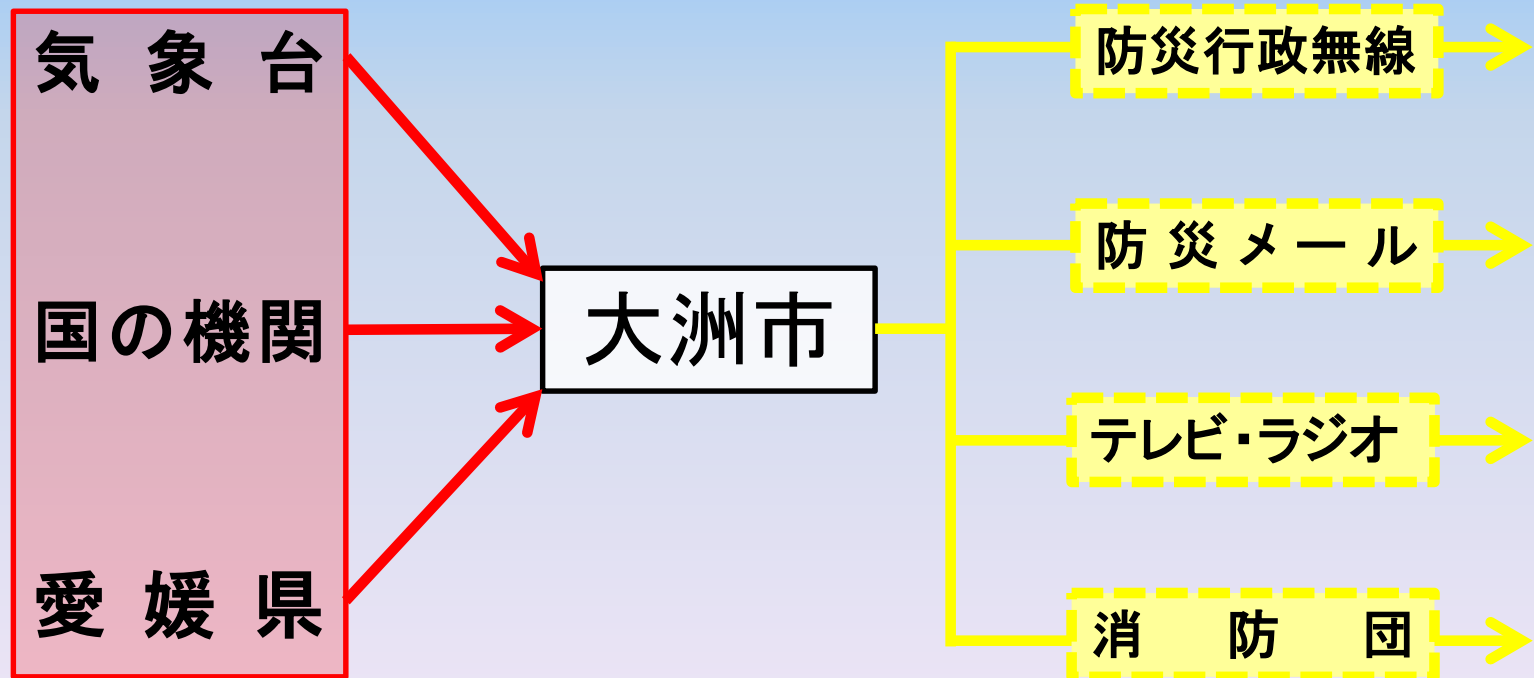 気象台
国の機関
愛媛県
大洲市
防災行政無線
防災メール
テレビ・ラジオ
消防団